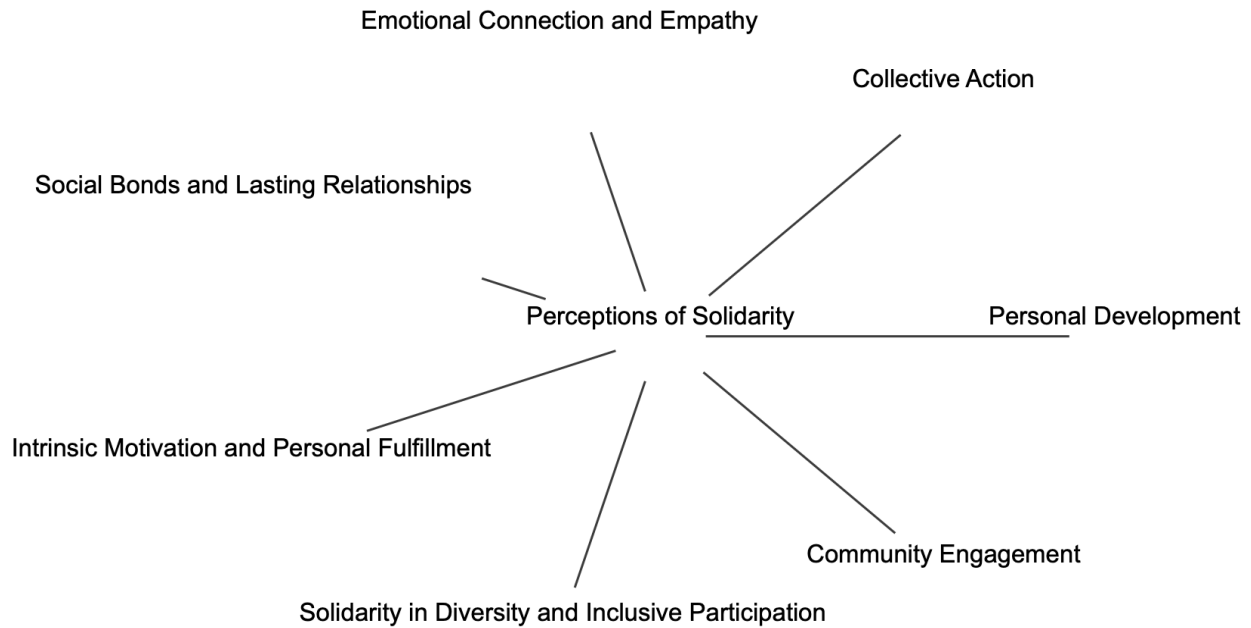 Emotional Connection and Empathy
Collective Action
Social Bonds and Lasting Relationships
Perceptions of Solidarity
Personal Development
Intrinsic Motivation and Personal Fulfillment
Community Engagement
Solidarity in Diversity and Inclusive Participation